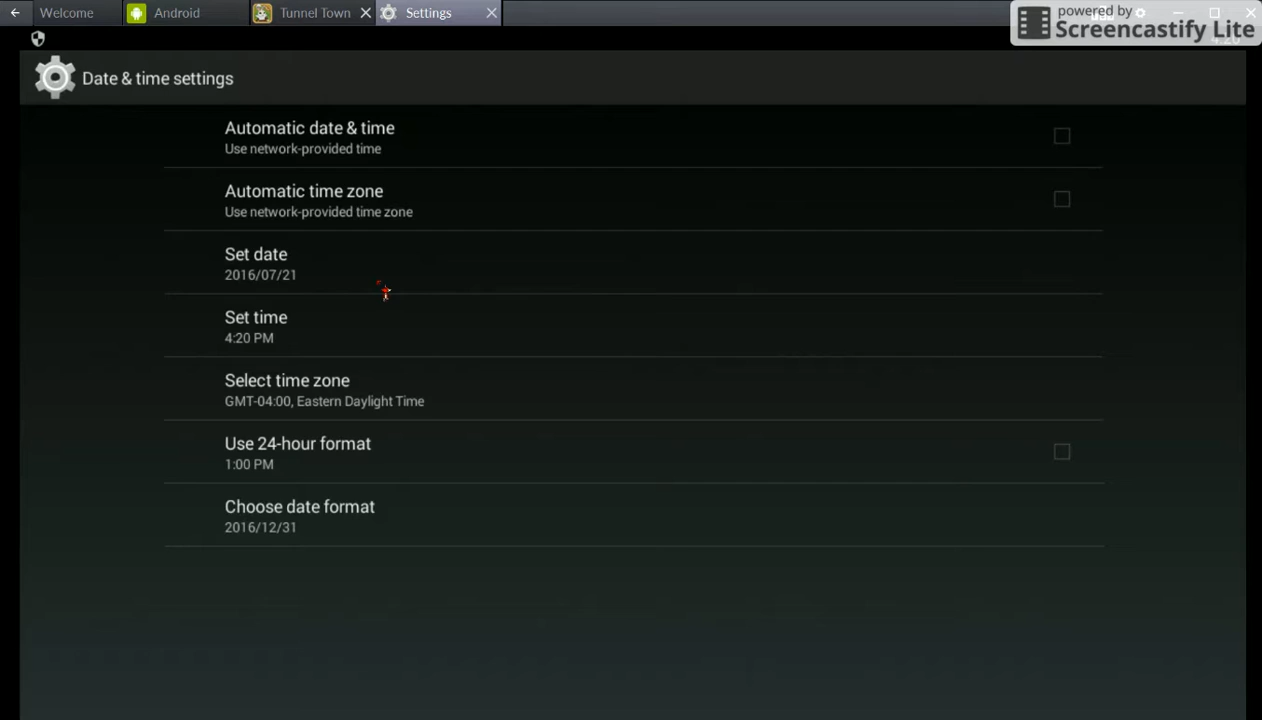 Welcome
Android
Tunnel Town
Settings
powered by
Screencastify Lite
Date & time settings
Automatic date & time
Use network-provided time
Automatic time zone
Use network-provided time zone
Set date
2016/07/21
Set time
4:20 PM
Select time zone
GMT-04:00, Eastern Daylight Time
Use 24-hour format
1:00 PM
Choose date format
2016/12/31